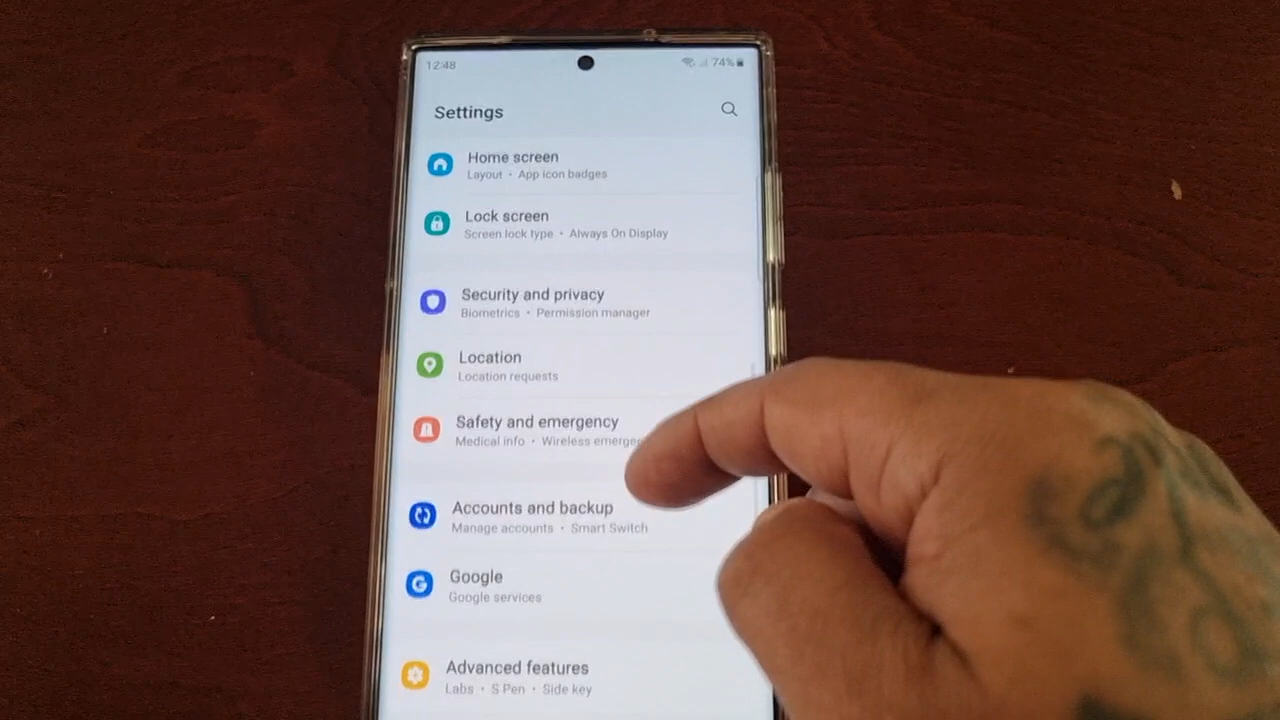 12:48
74%
Settings
Home screen
Layout • App icon badges
Lock screen
Screen lock type • Always On Display
Security and privacy
Biometrics • Permission manager
Location
Location requests
Safety and emergency
Medical info • Wireless
Accounts and backup
Manage accounts • Smart Switch
Google
Google services
Advanced features
Labs • S Pen • Side key